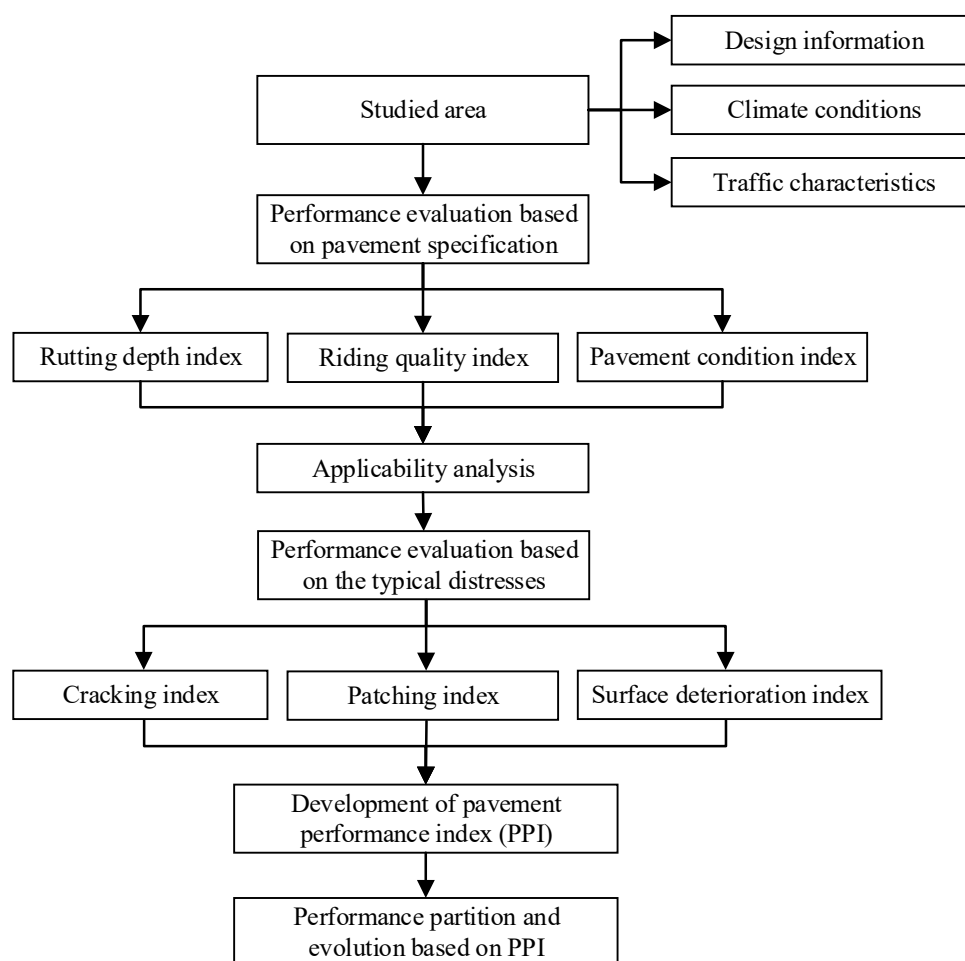 Design information
Studied area
Climate conditions
Traffic characteristics
Performance evaluation based
on pavement specification
Rutting depth index
Riding quality index
Pavement condition index
Applicability analysis
Performance evaluation based
on the typical distresses
Cracking index
Patching index
Surface deterioration index
Development of pavement
performance index (PPI)
Performance partition and
evolution based on PPI